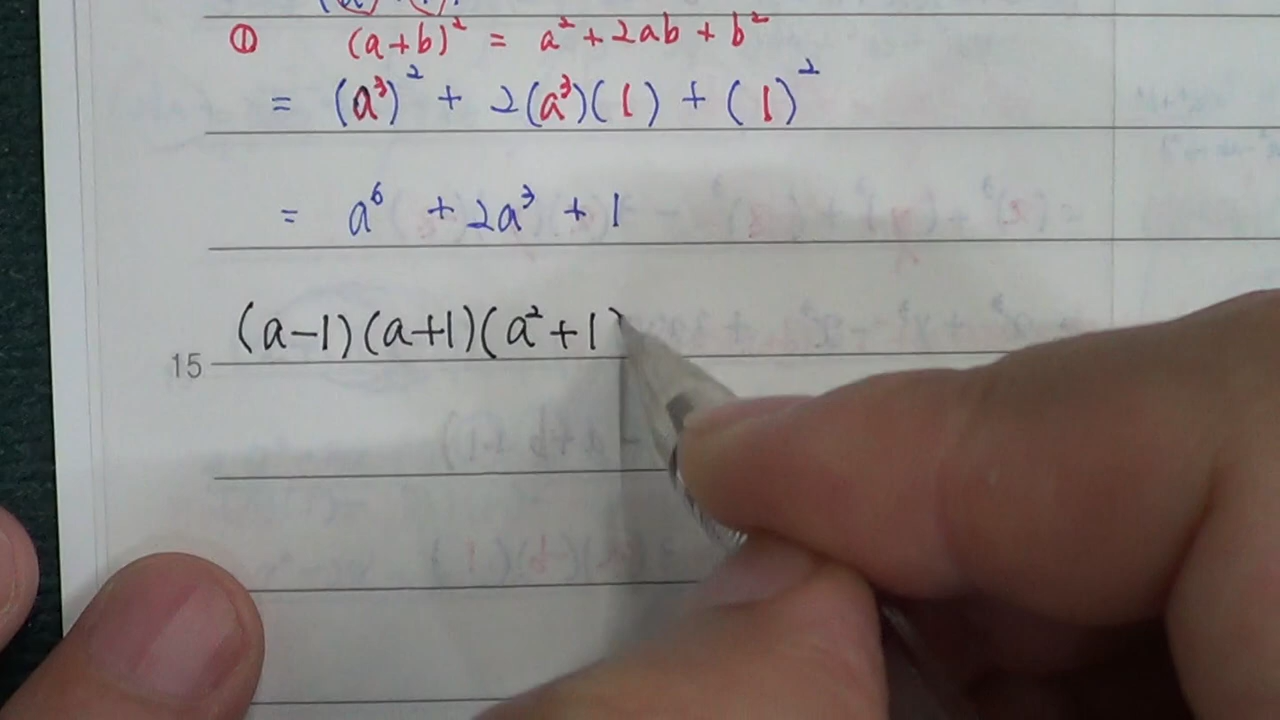 ① (a+b)² = a² + 2ab + b²
= (a³)² + 2(a³)(1) + (1)²
= a⁶ + 2a³ + 1
(a-1)(a+1)(a²+1)
15